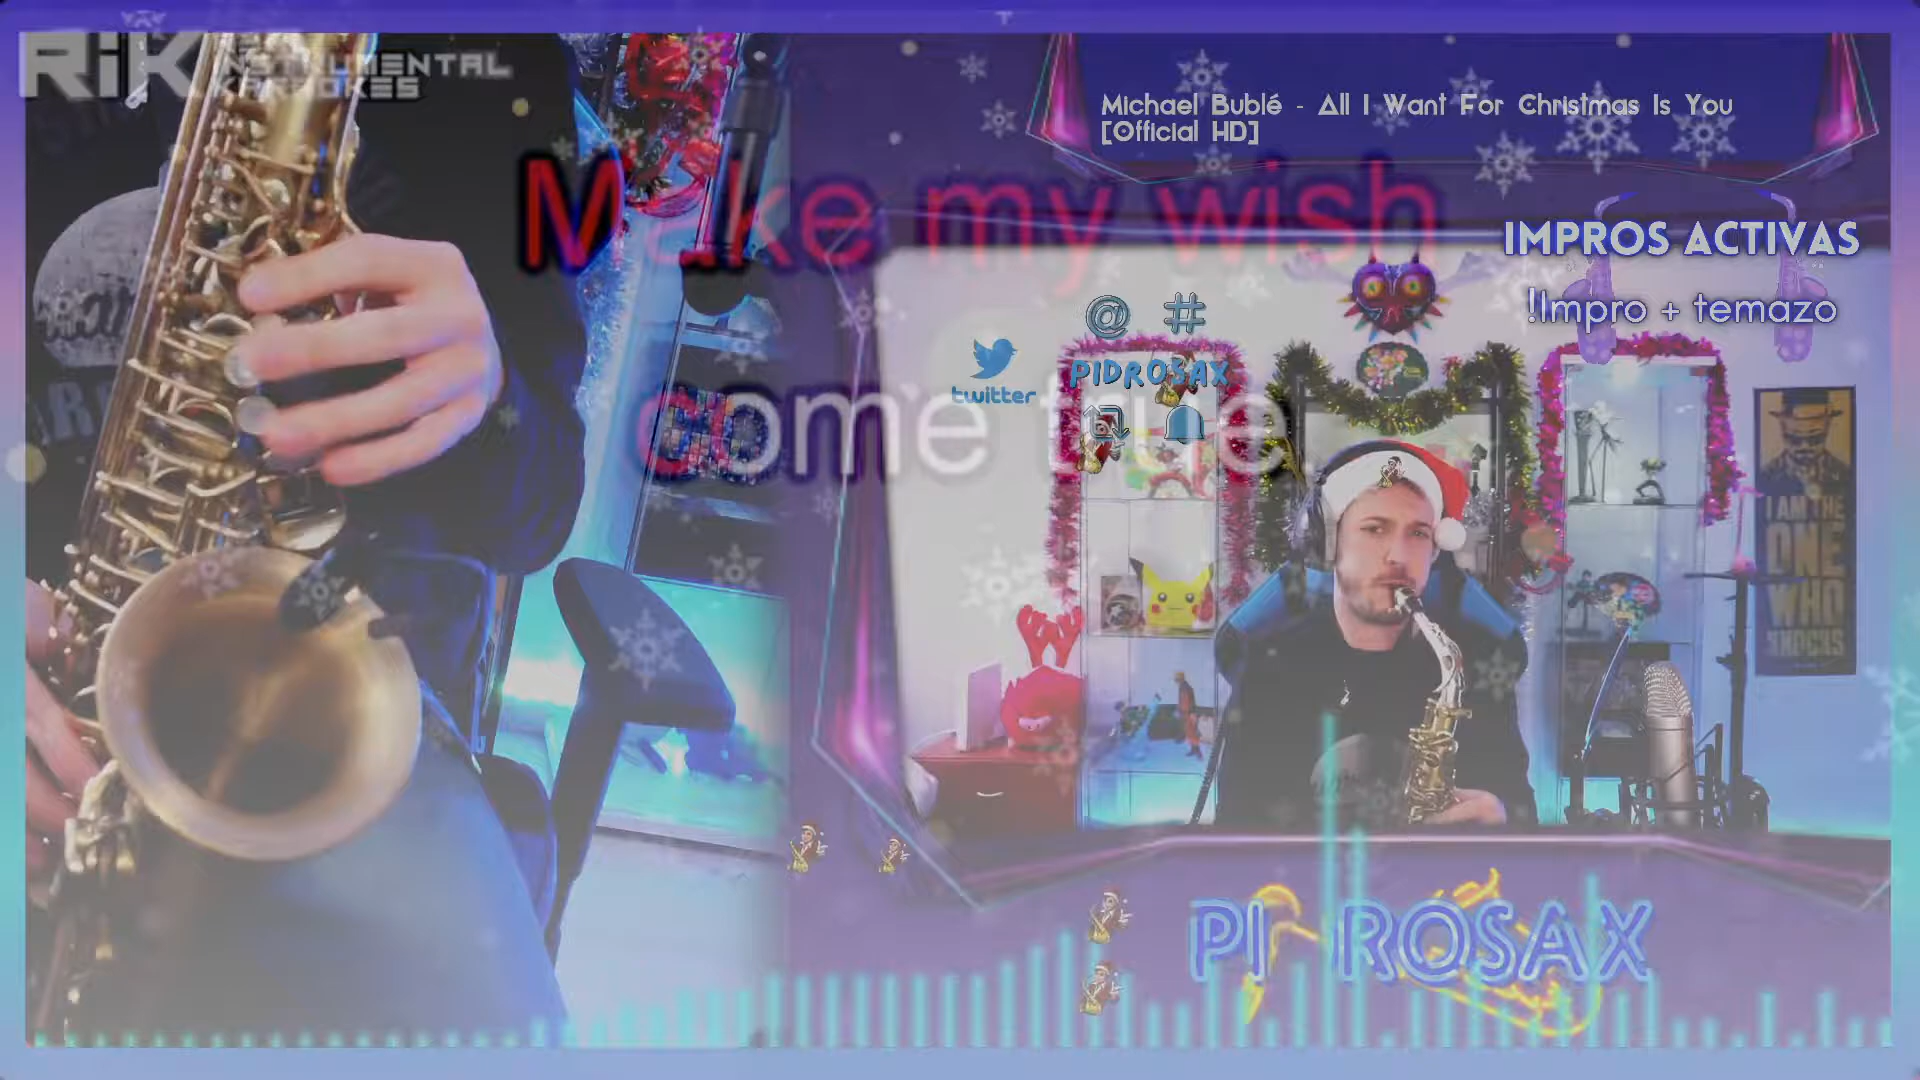 RiK INSTRUMENTAL
KARAOKES
Michael Bublé - All I Want For Christmas Is You
[Official HD]
Make my wish
come true
IMPROS ACTIVAS
!Impro + temazo
@ #
PIDROSAX
twitter
I AM THE
ONE
WHO
KNOCKS
PI ROSAX